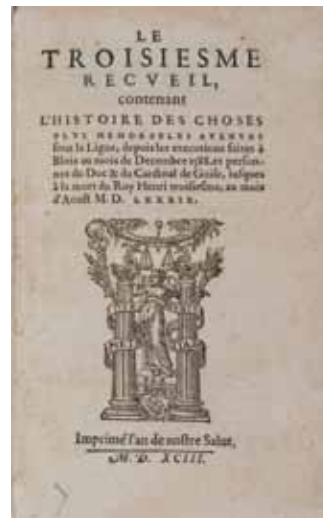 LE
TROISIESME
RECVEIL,
contenant
L'HISTOIRE DES CHOSES
PLVS MEMORABLES AVENVES
sous la Ligue, depuis les executions faites à
Blois au mois de Decembre 1588. es person-
nes du Duc & du Cardinal de Guise, iusques
à la mort du Roy Henri troisiesme, au mois
d'Aoust M. D. LXXXIX.
Imprimé l'an de nostre Salut,
M. D. XCIII.